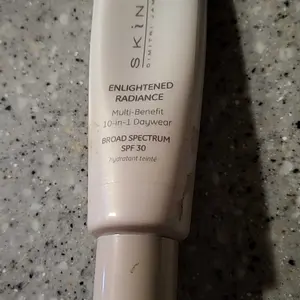 SKIN
ENLIGHTENED
RADIANCE
Multi-Benefit
10-in-1 Daywear
BROAD SPECTRUM
SPF 30
hydratant teinté